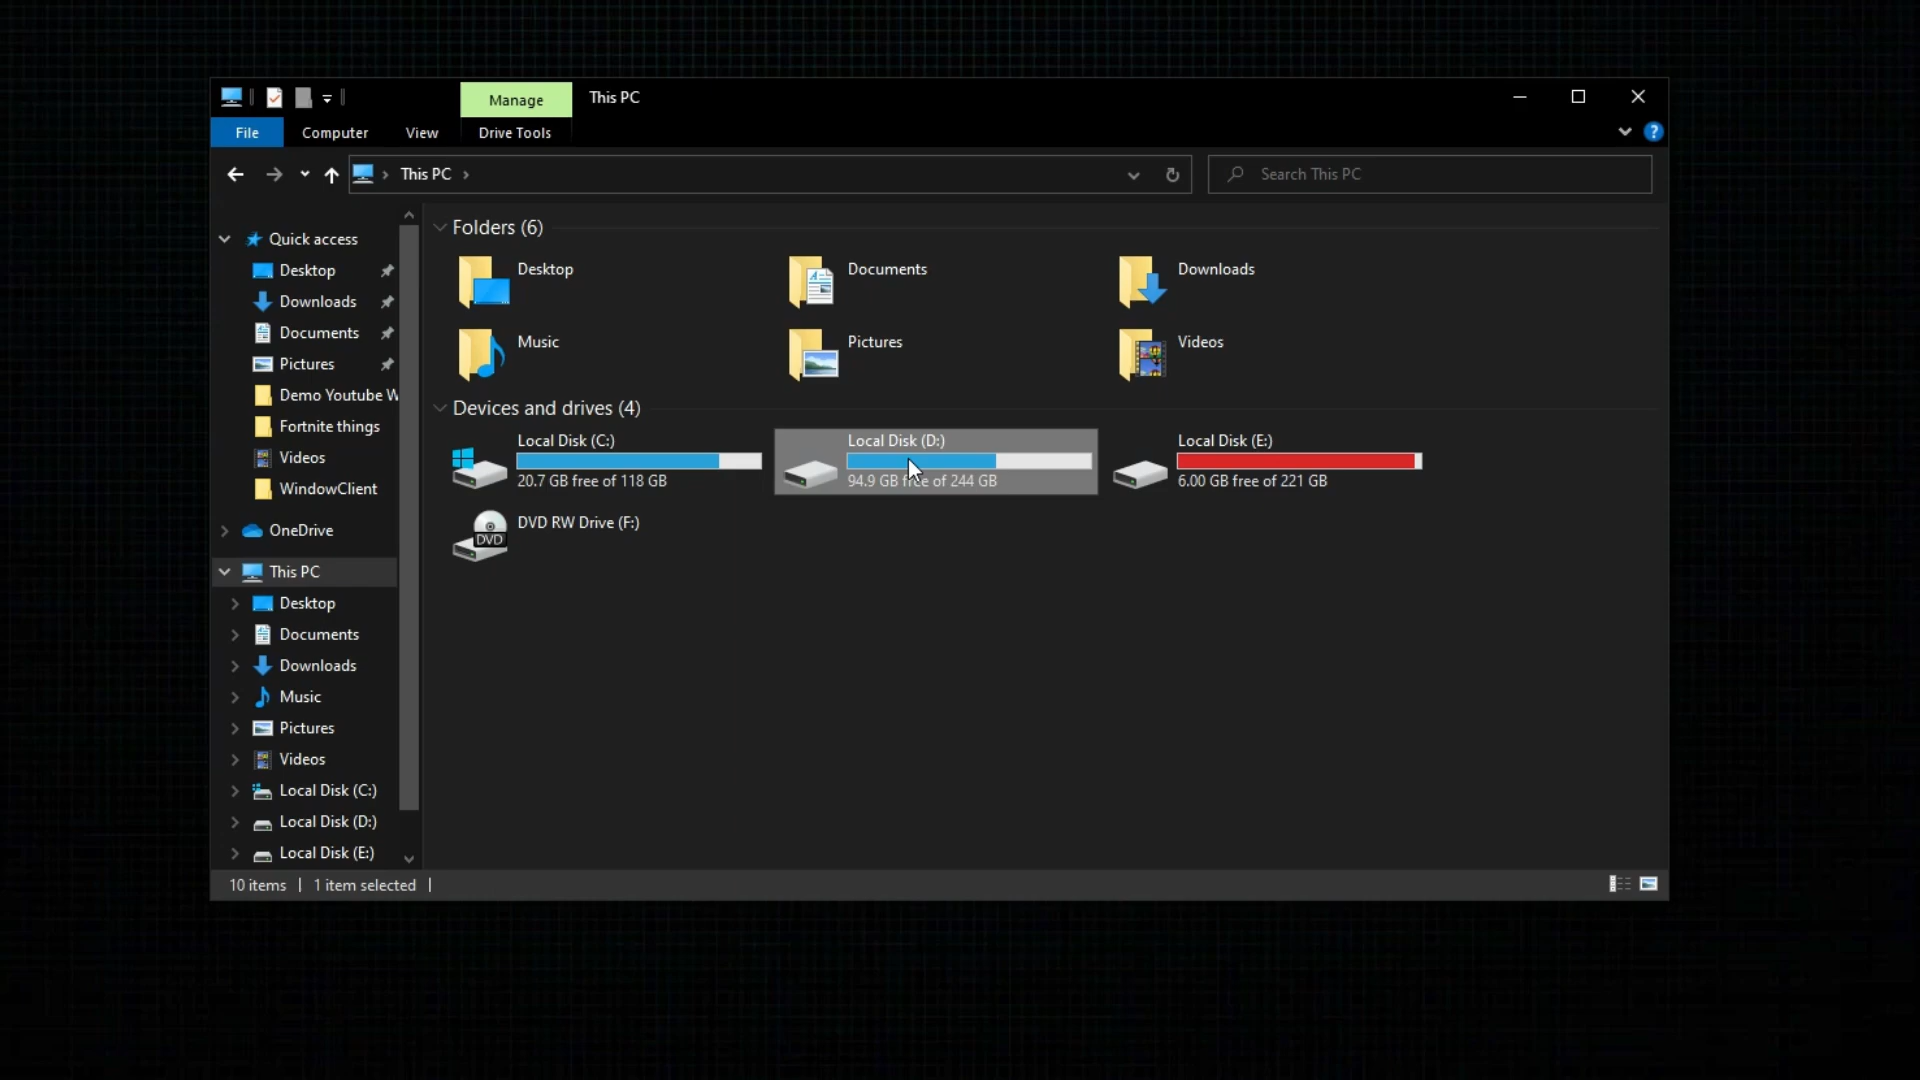 Manage
This PC
File
Computer
View
Drive Tools
?
This PC
Search This PC
Quick access
Desktop
Downloads
Documents
Pictures
Demo Youtube W
Fortnite things
Videos
WindowClient
OneDrive
This PC
Desktop
Documents
Downloads
Music
Pictures
Videos
Local Disk (C:)
Local Disk (D:)
Local Disk (E:)
Folders (6)
Desktop
Documents
Downloads
Music
Pictures
Videos
Devices and drives (4)
Local Disk (C:)
20.7 GB free of 118 GB
Local Disk (D:)
94.9 GB free of 244 GB
Local Disk (E:)
6.00 GB free of 221 GB
DVD RW Drive (F:)
DVD
10 items
1 item selected